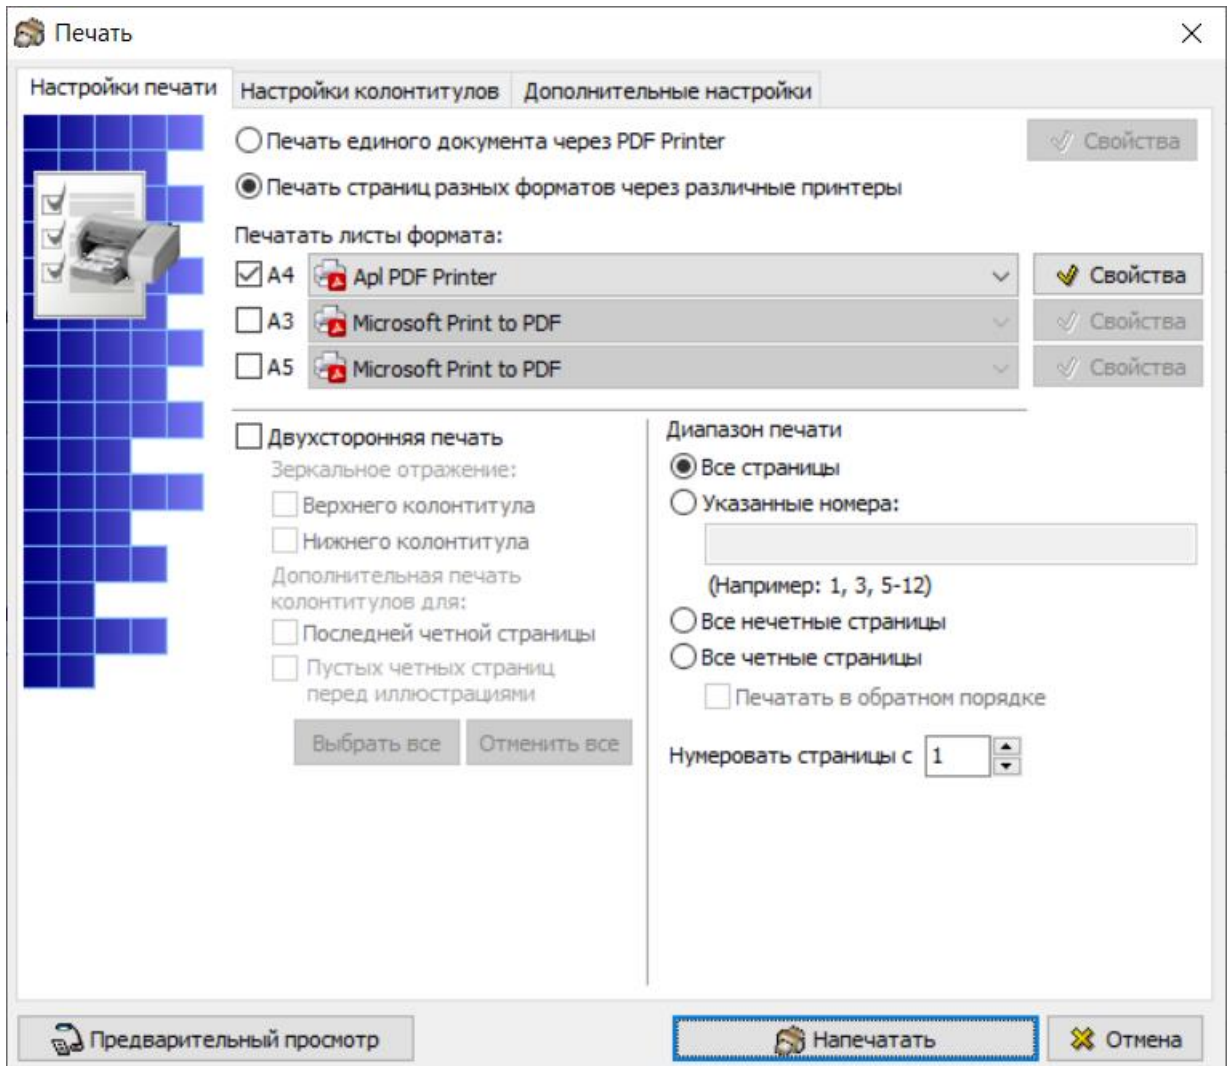 Печать
Настройки печати
Настройки колонтитулов
Дополнительные настройки
Печать единого документа через PDF Printer
Свойства
Печать страниц разных форматов через различные принтеры
Печатать листы формата:
A4
Apl PDF Printer
Свойства
A3
Microsoft Print to PDF
Свойства
A5
Microsoft Print to PDF
Свойства
Двухсторонняя печать
Зеркальное отражение:
Верхнего колонтитула
Нижнего колонтитула
Дополнительная печать
колонтитулов для:
Последней четной страницы
Пустых четных страниц
перед иллюстрациями
Выбрать все
Отменить все
Диапазон печати
Все страницы
Указанные номера:
(Например: 1, 3, 5-12)
Все нечетные страницы
Все четные страницы
Печатать в обратном порядке
Нумеровать страницы с
1
Предварительный просмотр
Напечатать
Отмена